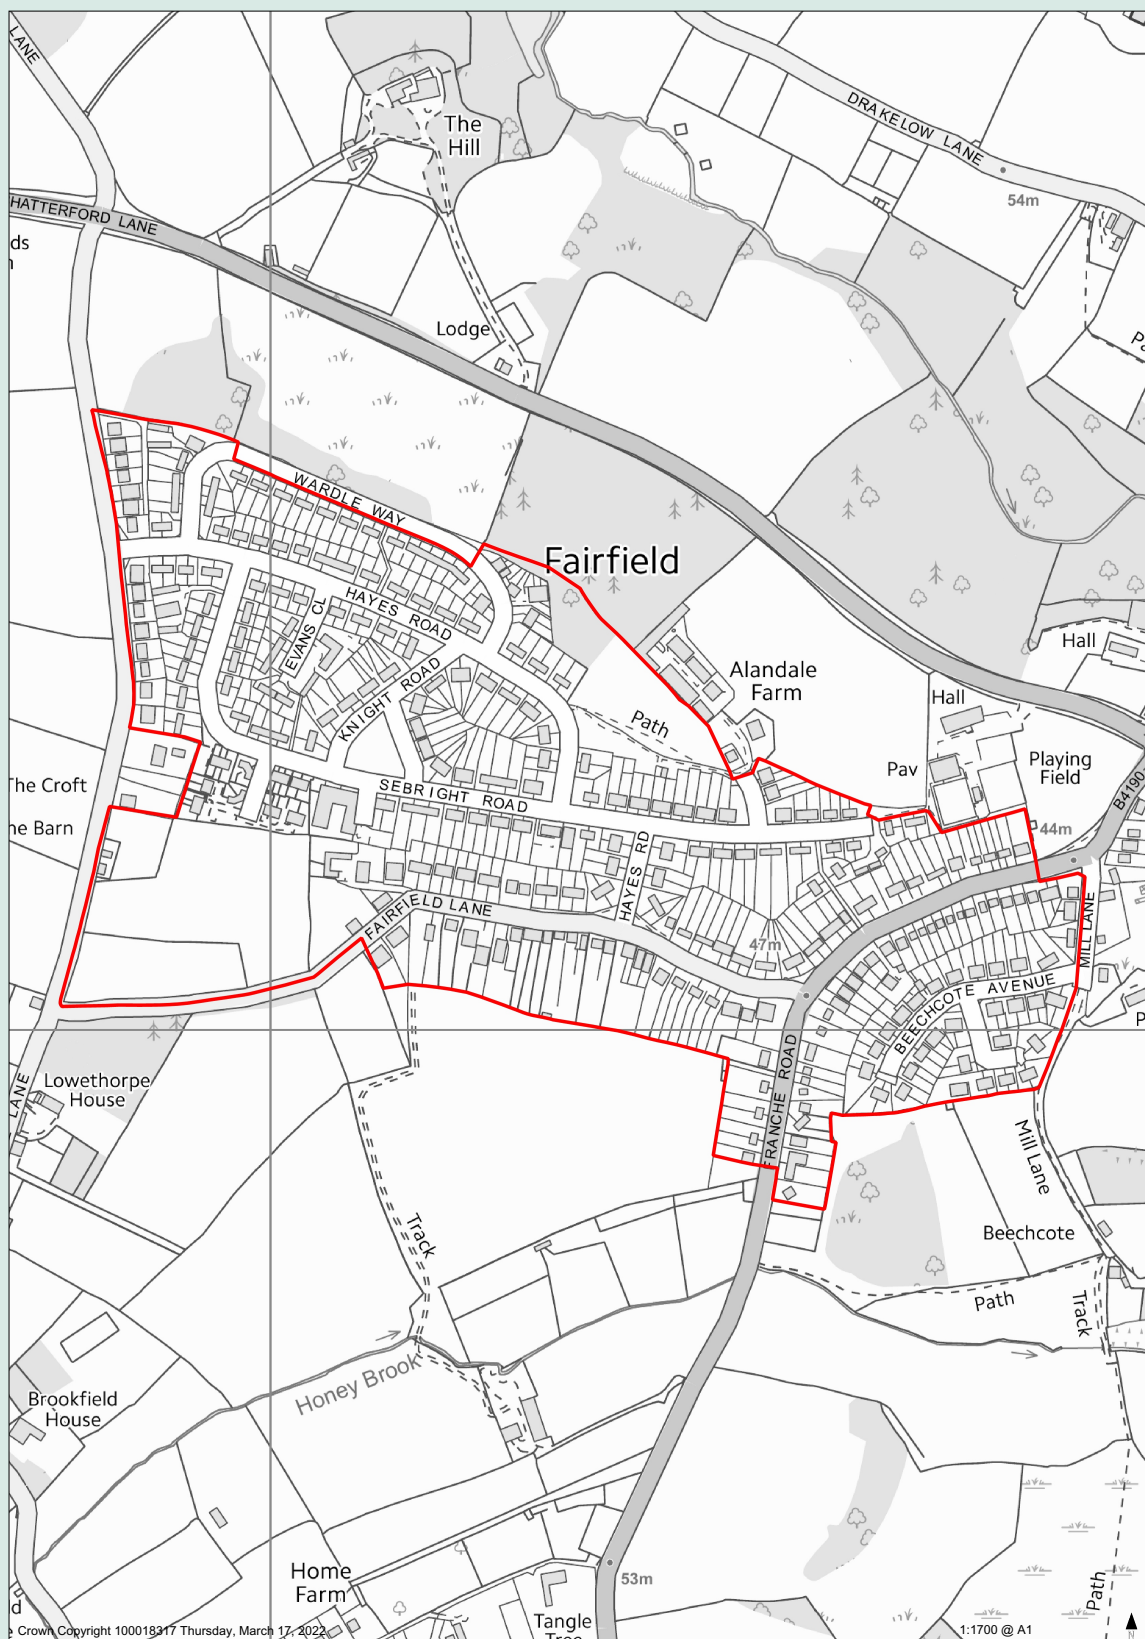 LANE
The
Hill
DRAKELOW LANE
54m
HATTERFORD LANE
ds
Lodge
Fairfield
WARDLE WAY
HAYES ROAD
EVANS CL
KNIGHT ROAD
Hall
Alandale
Farm
Hall
Path
Pav
Playing
Field
B4190
The Croft
ne Barn
SEBRIGHT ROAD
44m
HAYES RD
FAIRFIELD LANE
MILL LANE
47m
BEECHCOTE AVENUE
FRANCHE ROAD
Lowethorpe
House
LANE
Mill Lane
Track
Beechcote
Path
Track
Honey Brook
Brookfield
House
Home
Farm
53m
Path
Tangle
Tree
d
Crown Copyright 100018317 Thursday, March 17, 2022
1:1700 @ A1
N